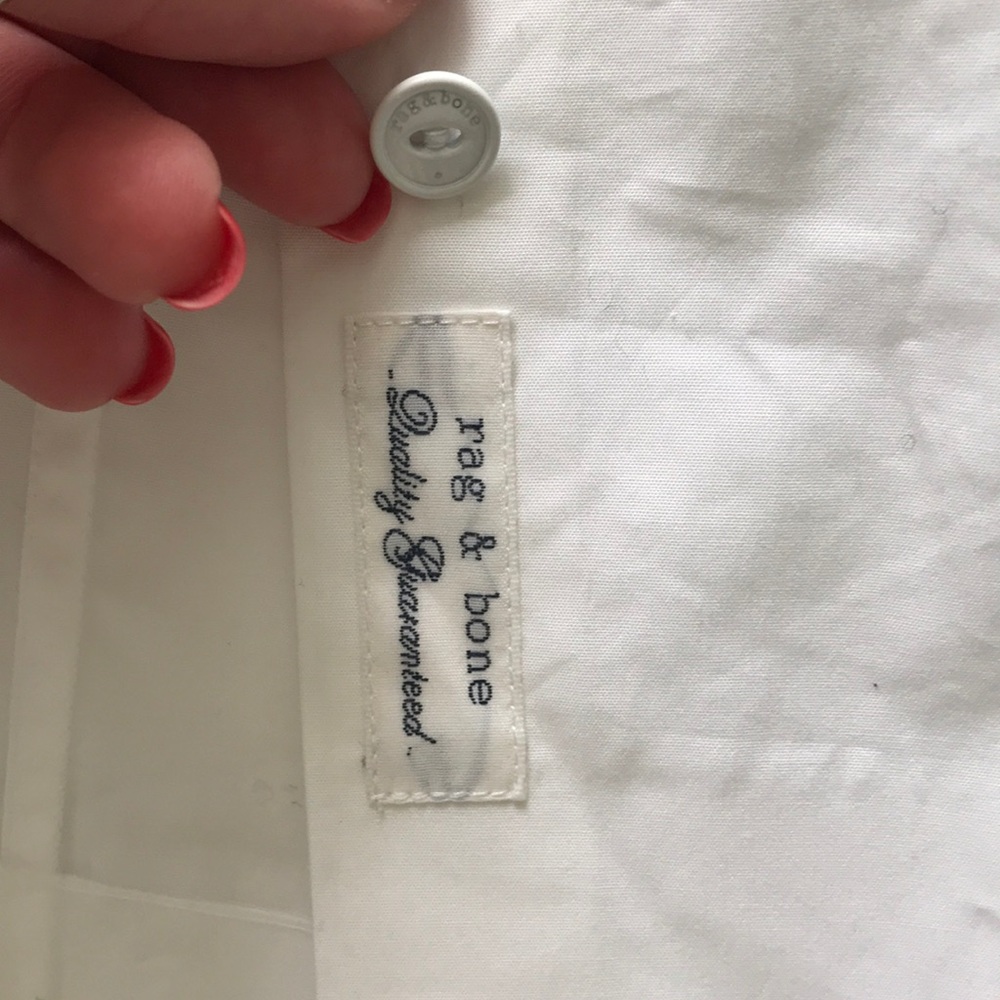 rag & bone
rag & bone
· Quality Guaranteed ·